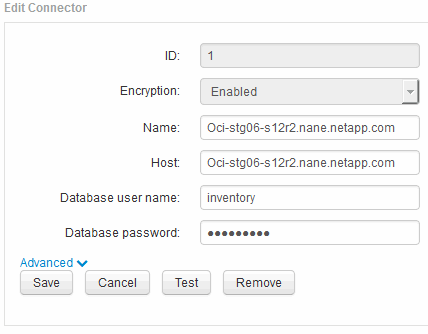 Edit Connector
ID: 1
Encryption: Enabled
Name: Oci-stg06-s12r2.nane.netapp.com
Host: Oci-stg06-s12r2.nane.netapp.com
Database user name: inventory
Database password: ●●●●●●●●●
Advanced
Save Cancel Test Remove